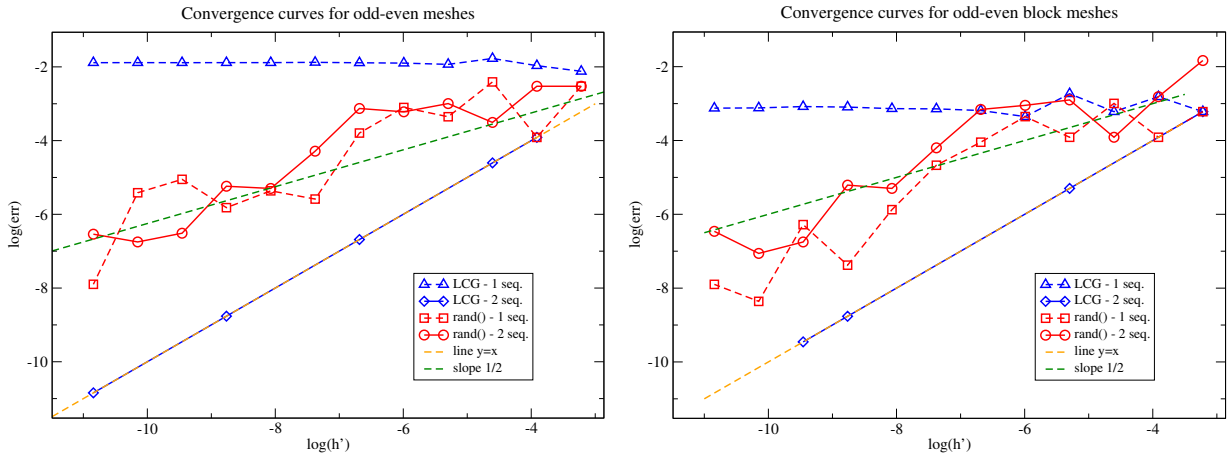 Convergence curves for odd-even meshes
-2
-4
-6
-8
-10
log(err)
LCG - 1 seq.
LCG - 2 seq.
rand() - 1 seq.
rand() - 2 seq.
line y=x
slope 1/2
-10
-8
-6
-4
log(h')
Convergence curves for odd-even block meshes
-2
-4
-6
-8
-10
log(err)
LCG - 1 seq.
LCG - 2 seq.
rand() - 1 seq.
rand() - 2 seq.
line y=x
slope 1/2
-10
-8
-6
-4
log(h')